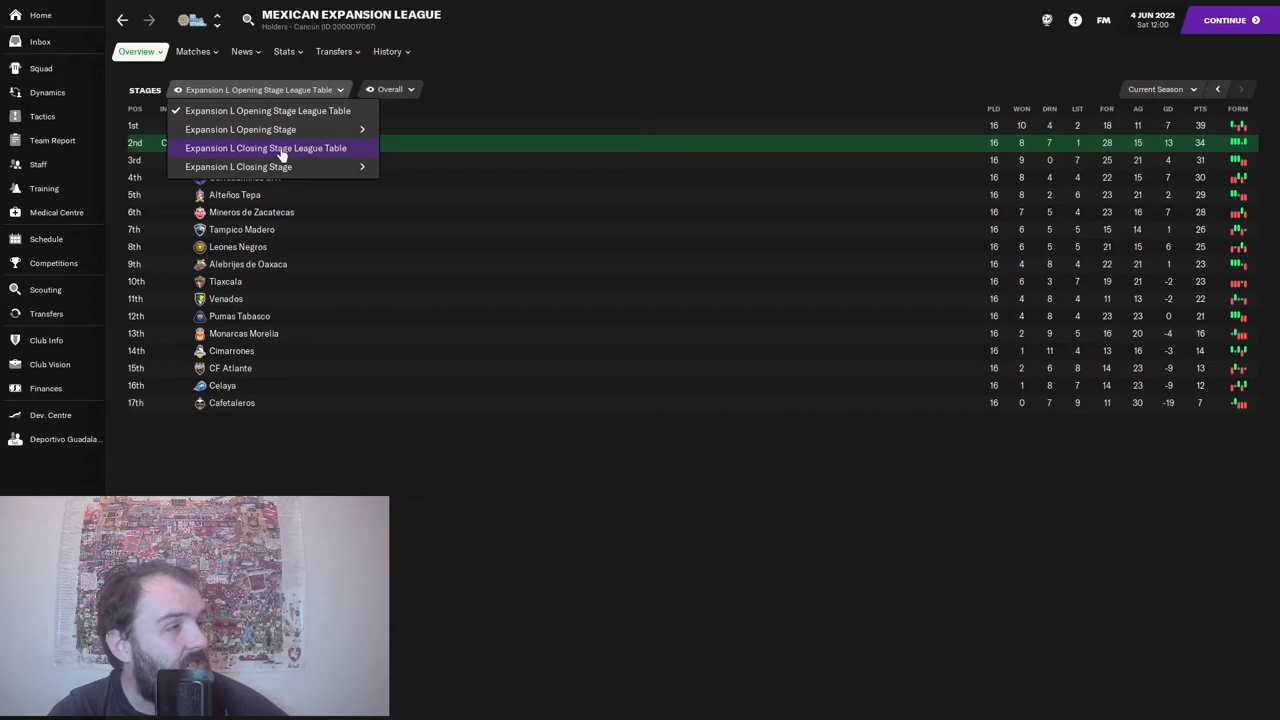 MEXICAN EXPANSION LEAGUE
Holders - Cancún (ID:2000017067)
FM
4 JUN 2022
Sat 12:00
CONTINUE
Home
Inbox
Squad
Dynamics
Tactics
Team Report
Staff
Training
Medical Centre
Schedule
Competitions
Scouting
Transfers
Club Info
Club Vision
Finances
Dev. Centre
Deportivo Guadala...
Overview
Matches
News
Stats
Transfers
History
STAGES
Expansion L Opening Stage League Table
Overall
Current Season
Expansion L Opening Stage League Table
Expansion L Opening Stage
Expansion L Closing Stage League Table
Expansion L Closing Stage
POS IN PLD WON DRN LST FOR AG GD PTS FORM
1st 16 10 4 2 18 11 7 39
2nd C 16 8 7 1 28 15 13 34
3rd 16 9 0 7 25 21 4 31
4th 16 8 4 4 22 15 7 30
5th Alteños Tepa 16 8 2 6 23 21 2 29
6th Mineros de Zacatecas 16 7 5 4 23 16 7 28
7th Tampico Madero 16 6 5 5 15 14 1 26
8th Leones Negros 16 6 5 5 21 15 6 25
9th Alebrijes de Oaxaca 16 4 8 4 22 21 1 23
10th Tlaxcala 16 6 3 7 19 21 -2 23
11th Venados 16 4 8 4 11 13 -2 22
12th Pumas Tabasco 16 4 8 4 23 23 0 21
13th Monarcas Morelia 16 2 9 5 16 20 -4 16
14th Cimarrones 16 1 11 4 13 16 -3 14
15th CF Atlante 16 2 6 8 14 23 -9 13
16th Celaya 16 1 8 7 14 23 -9 12
17th Cafetaleros 16 0 7 9 11 30 -19 7